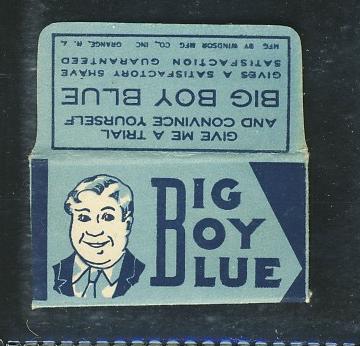 GIVE ME A TRIAL
AND CONVINCE YOURSELF
BIG BOY BLUE
GIVES A SATISFACTORY SHAVE
SATISFACTION GUARANTEED
MFG BY WINDSOR MFG CO., INC GRANGE, N. J.
BIG
BOY
BLUE